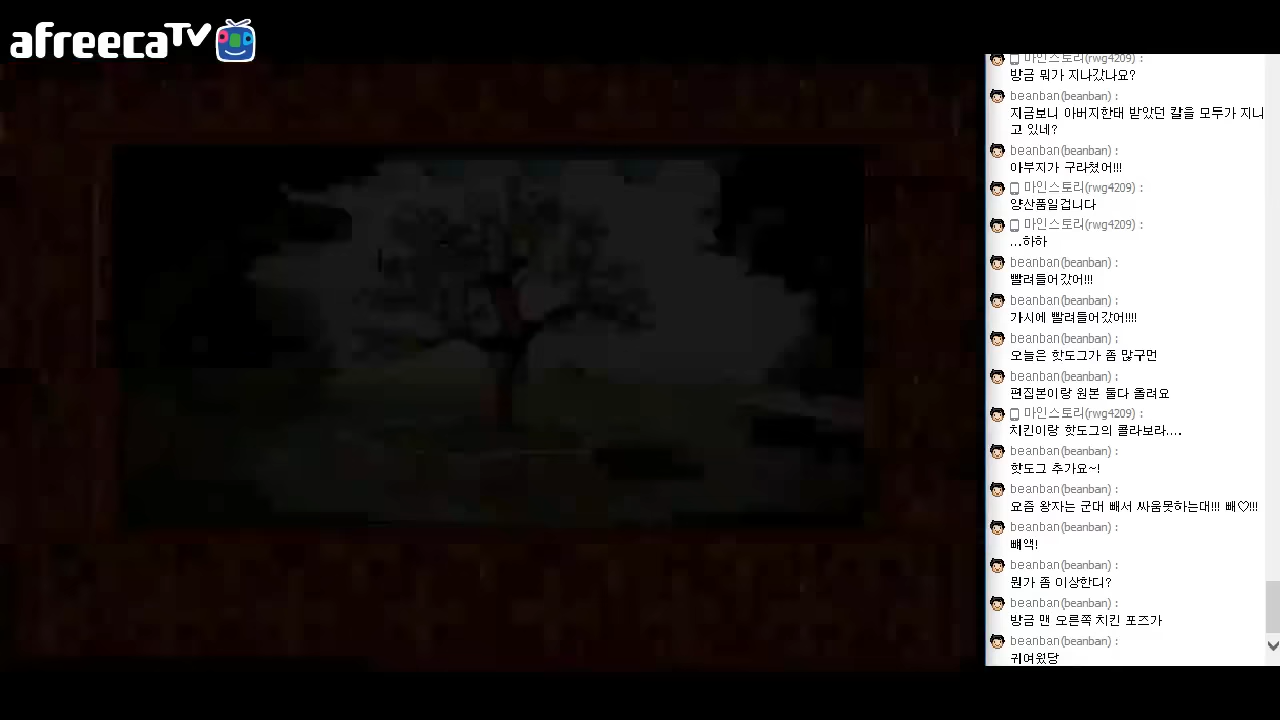 afreecaTV
마인스토리(rwg4209) :
방금 뭐가 지나갔나요?
beanban(beanban) :
지금보니 아버지한태 받았던 칼을 모두가 지니
고 있네?
beanban(beanban) :
아부지가 구라쳤어!!!
마인스토리(rwg4209) :
양산품일겁니다
마인스토리(rwg4209) :
...하하
beanban(beanban) :
빨려들어갔어!!!
beanban(beanban) :
가시에 빨려들어갔어!!!!
beanban(beanban) :
오늘은 핫도그가 좀 많구먼
beanban(beanban) :
편집본이랑 원본 둘다 올려요
마인스토리(rwg4209) :
치킨이랑 핫도그의 콜라보라....
beanban(beanban) :
핫도그 추가요~!
beanban(beanban) :
요즘 왕자는 군대 빼서 싸움못하는대!!! 빼♡!!!
beanban(beanban) :
빼액!
beanban(beanban) :
뭔가 좀 이상한디?
beanban(beanban) :
방금 맨 오른쪽 치킨 포즈가
beanban(beanban) :
귀여웠당